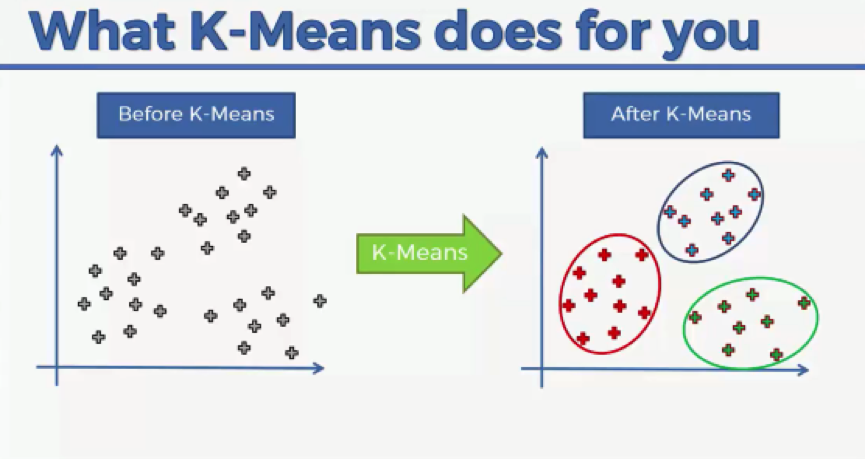 What K-Means does for you
Before K-Means
After K-Means
K-Means